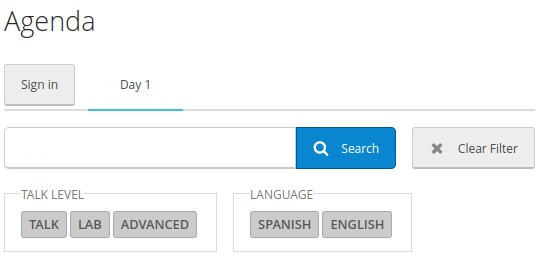 Agenda
Sign in Day 1
Search Clear Filter
TALK LEVEL LANGUAGE
TALK LAB ADVANCED SPANISH ENGLISH